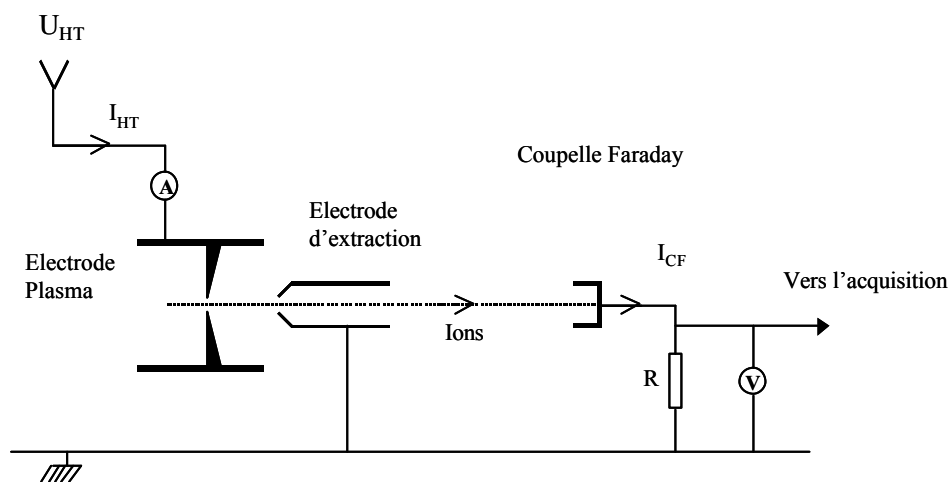 U_HT
I_HT
A
Coupelle Faraday
Electrode
d'extraction
Electrode
Plasma
I_CF
Vers l'acquisition
Ions
R
V